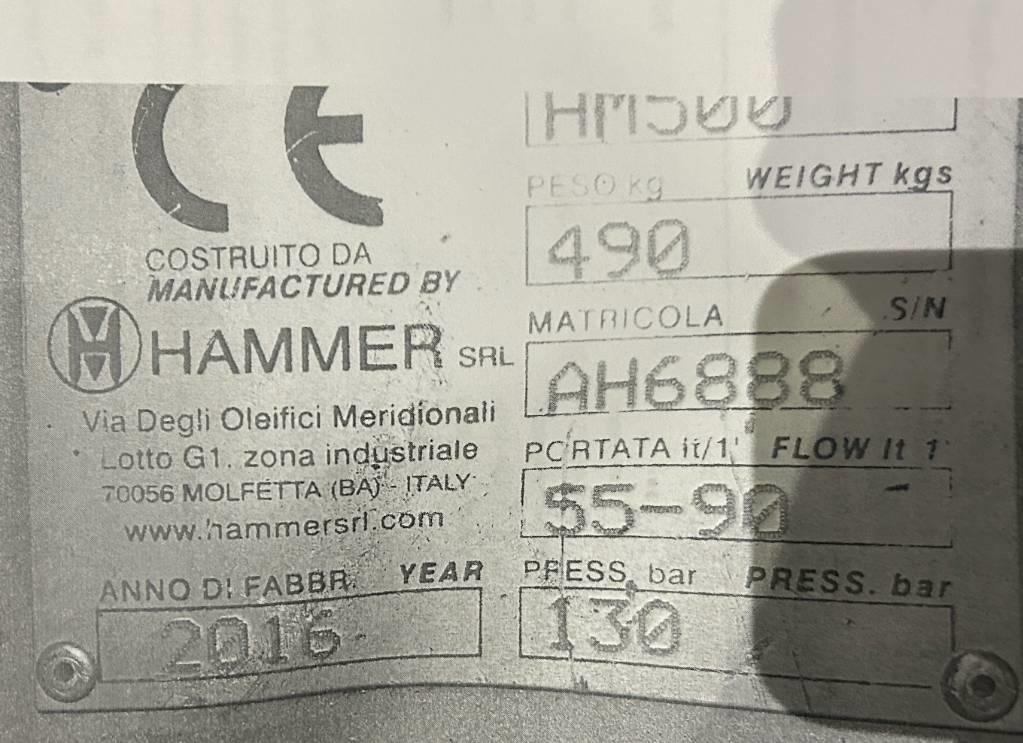 CE
HM500
PESO kg WEIGHT kgs
490
COSTRUITO DA
MANUFACTURED BY
HAMMER SRL
MATRICOLA S/N
AH6888
Via Degli Oleifici Meridionali
Lotto G1. zona industriale
70056 MOLFETTA (BA) - ITALY
www.hammersrl.com
PORTATA lt/1' FLOW lt 1'
55-90
ANNO DI FABBR. YEAR
2016
PRESS. bar PRESS. bar
130